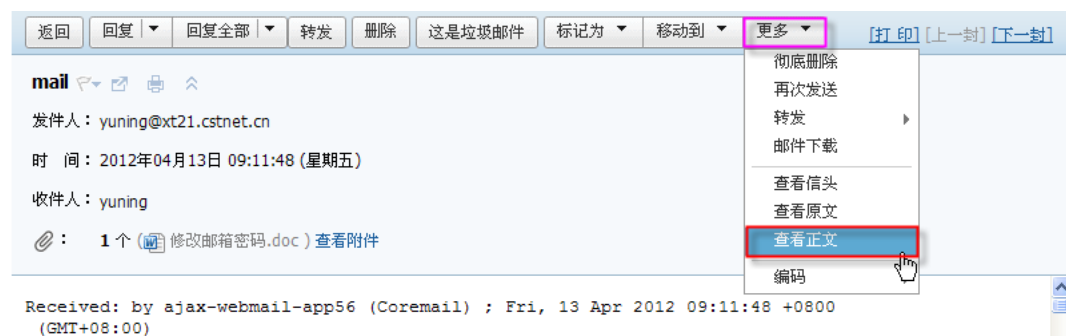 返回 回复 回复全部 转发 删除 这是垃圾邮件 标记为 移动到 更多 [打 印] [上一封] [下一封]
彻底删除
mail
再次发送
发件人：yuning@xt21.cstnet.cn
转发
邮件下载
时 间：2012年04月13日 09:11:48 (星期五)
查看信头
收件人：yuning
查看原文
：1 个 (修改邮箱密码.doc ) 查看附件
查看正文
编码
Received: by ajax-webmail-app56 (Coremail) ; Fri, 13 Apr 2012 09:11:48 +0800
(GMT+08:00)